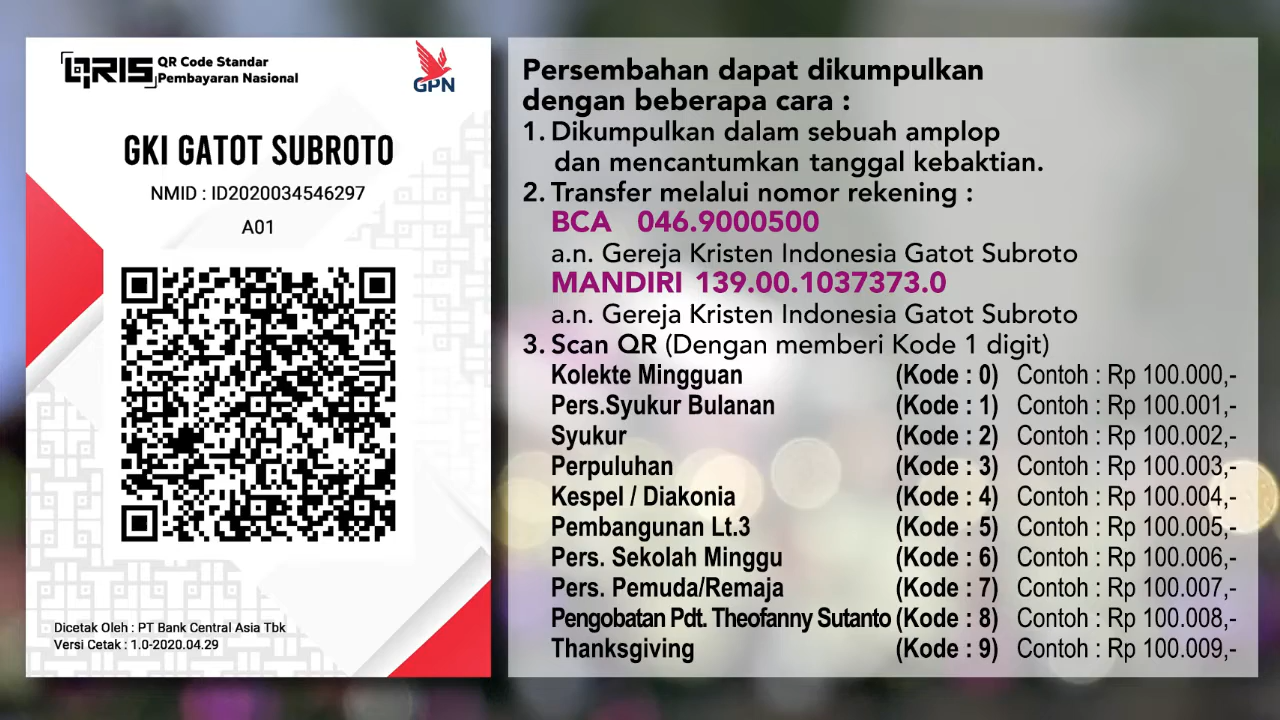 QRIS QR Code Standar
Pembayaran Nasional
GPN
GKI GATOT SUBROTO
NMID : ID2020034546297
A01
Dicetak Oleh : PT Bank Central Asia Tbk
Versi Cetak : 1.0-2020.04.29
Persembahan dapat dikumpulkan
dengan beberapa cara :
1. Dikumpulkan dalam sebuah amplop
dan mencantumkan tanggal kebaktian.
2. Transfer melalui nomor rekening :
BCA 046.9000500
a.n. Gereja Kristen Indonesia Gatot Subroto
MANDIRI 139.00.1037373.0
a.n. Gereja Kristen Indonesia Gatot Subroto
3. Scan QR (Dengan memberi Kode 1 digit)
Kolekte Mingguan (Kode : 0) Contoh : Rp 100.000,-
Pers.Syukur Bulanan (Kode : 1) Contoh : Rp 100.001,-
Syukur (Kode : 2) Contoh : Rp 100.002,-
Perpuluhan (Kode : 3) Contoh : Rp 100.003,-
Kespel / Diakonia (Kode : 4) Contoh : Rp 100.004,-
Pembangunan Lt.3 (Kode : 5) Contoh : Rp 100.005,-
Pers. Sekolah Minggu (Kode : 6) Contoh : Rp 100.006,-
Pers. Pemuda/Remaja (Kode : 7) Contoh : Rp 100.007,-
Pengobatan Pdt. Theofanny Sutanto (Kode : 8) Contoh : Rp 100.008,-
Thanksgiving (Kode : 9) Contoh : Rp 100.009,-